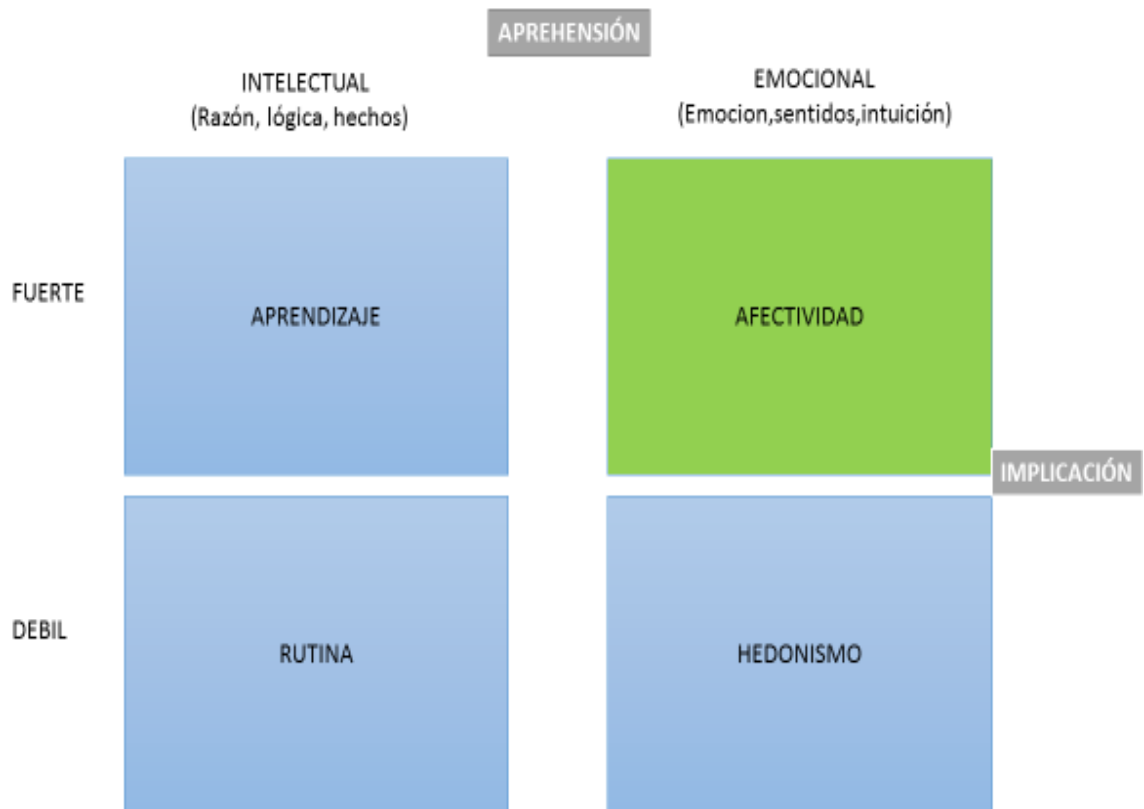 APREHENSIÓN
INTELECTUAL
(Razón, lógica, hechos)
EMOCIONAL
(Emocion,sentidos,intuición)
FUERTE
APRENDIZAJE
AFECTIVIDAD
IMPLICACIÓN
DEBIL
RUTINA
HEDONISMO